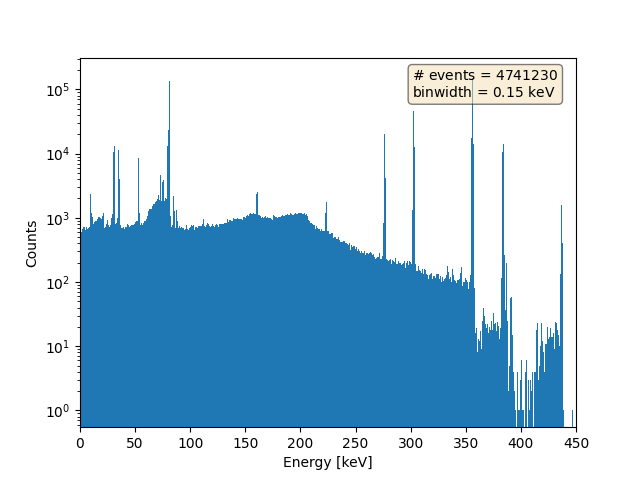 # events = 4741230
binwidth = 0.15 keV
10⁵
10⁴
10³
10²
10¹
10⁰
Counts
0 50 100 150 200 250 300 350 400 450
Energy [keV]